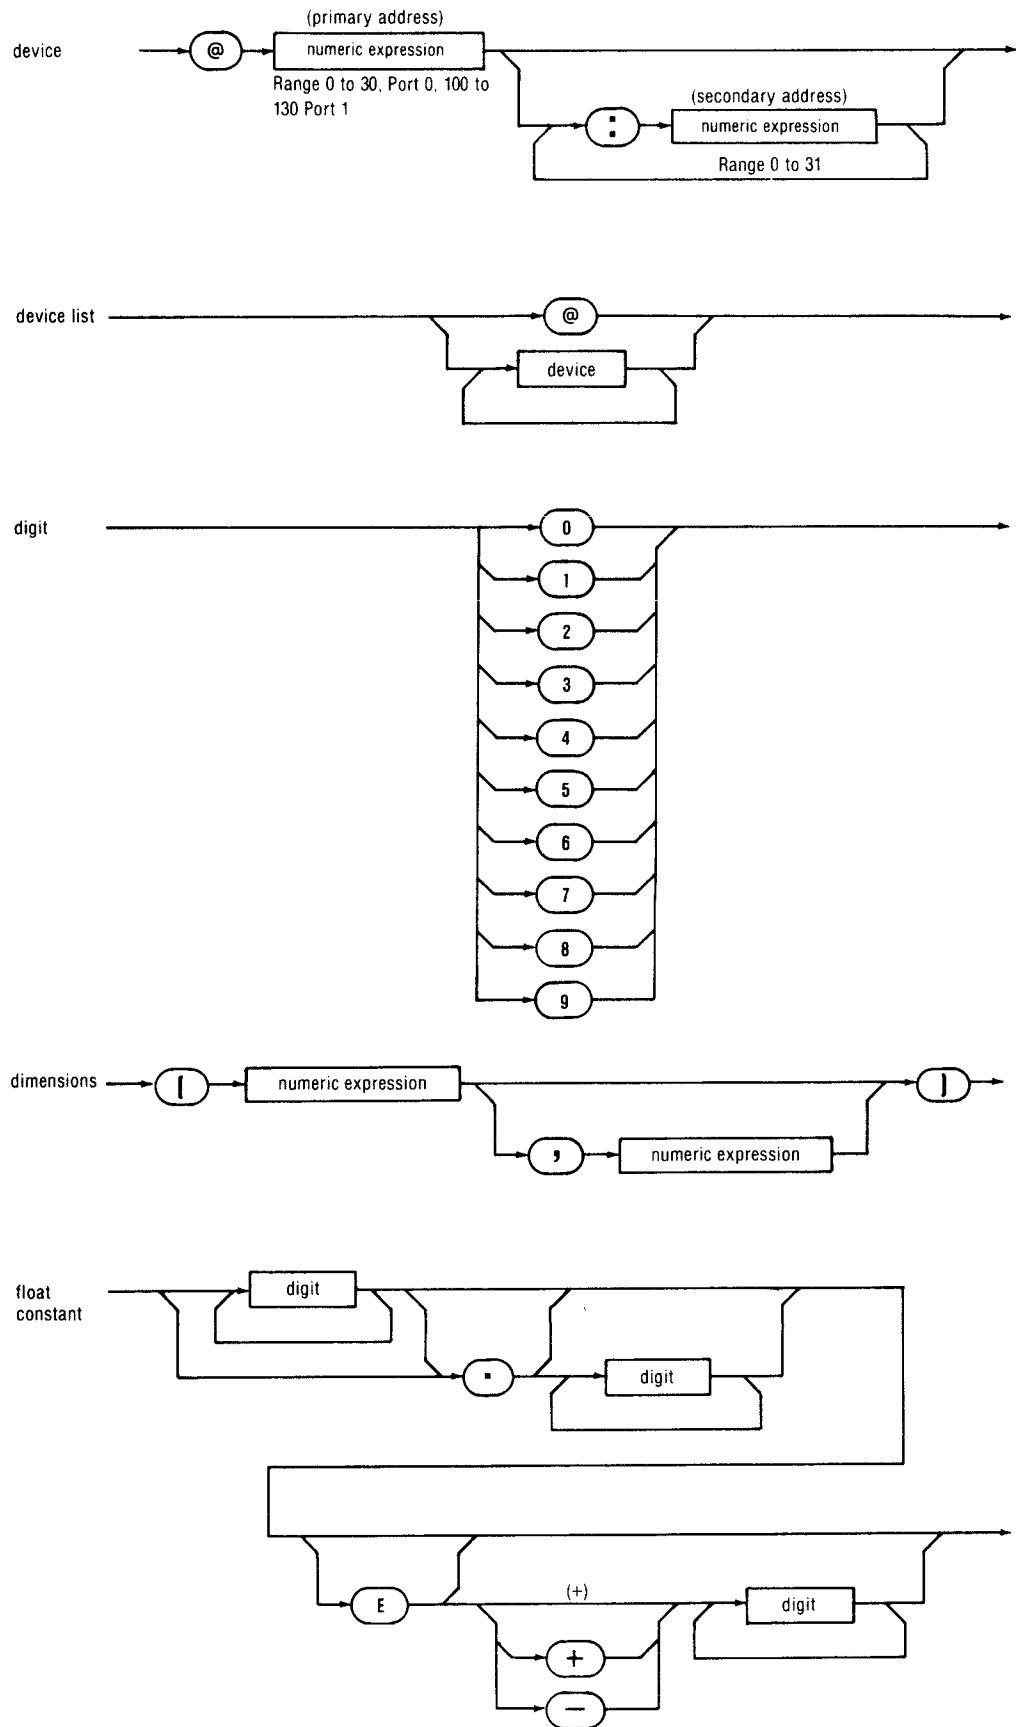 (primary address)
device @ numeric expression
Range 0 to 30, Port 0, 100 to
130 Port 1
(secondary address)
: numeric expression
Range 0 to 31
device list @
device
digit 0
1
2
3
4
5
6
7
8
9
dimensions [ numeric expression ]
, numeric expression
float
constant
digit
. digit
E (+) digit
+
−